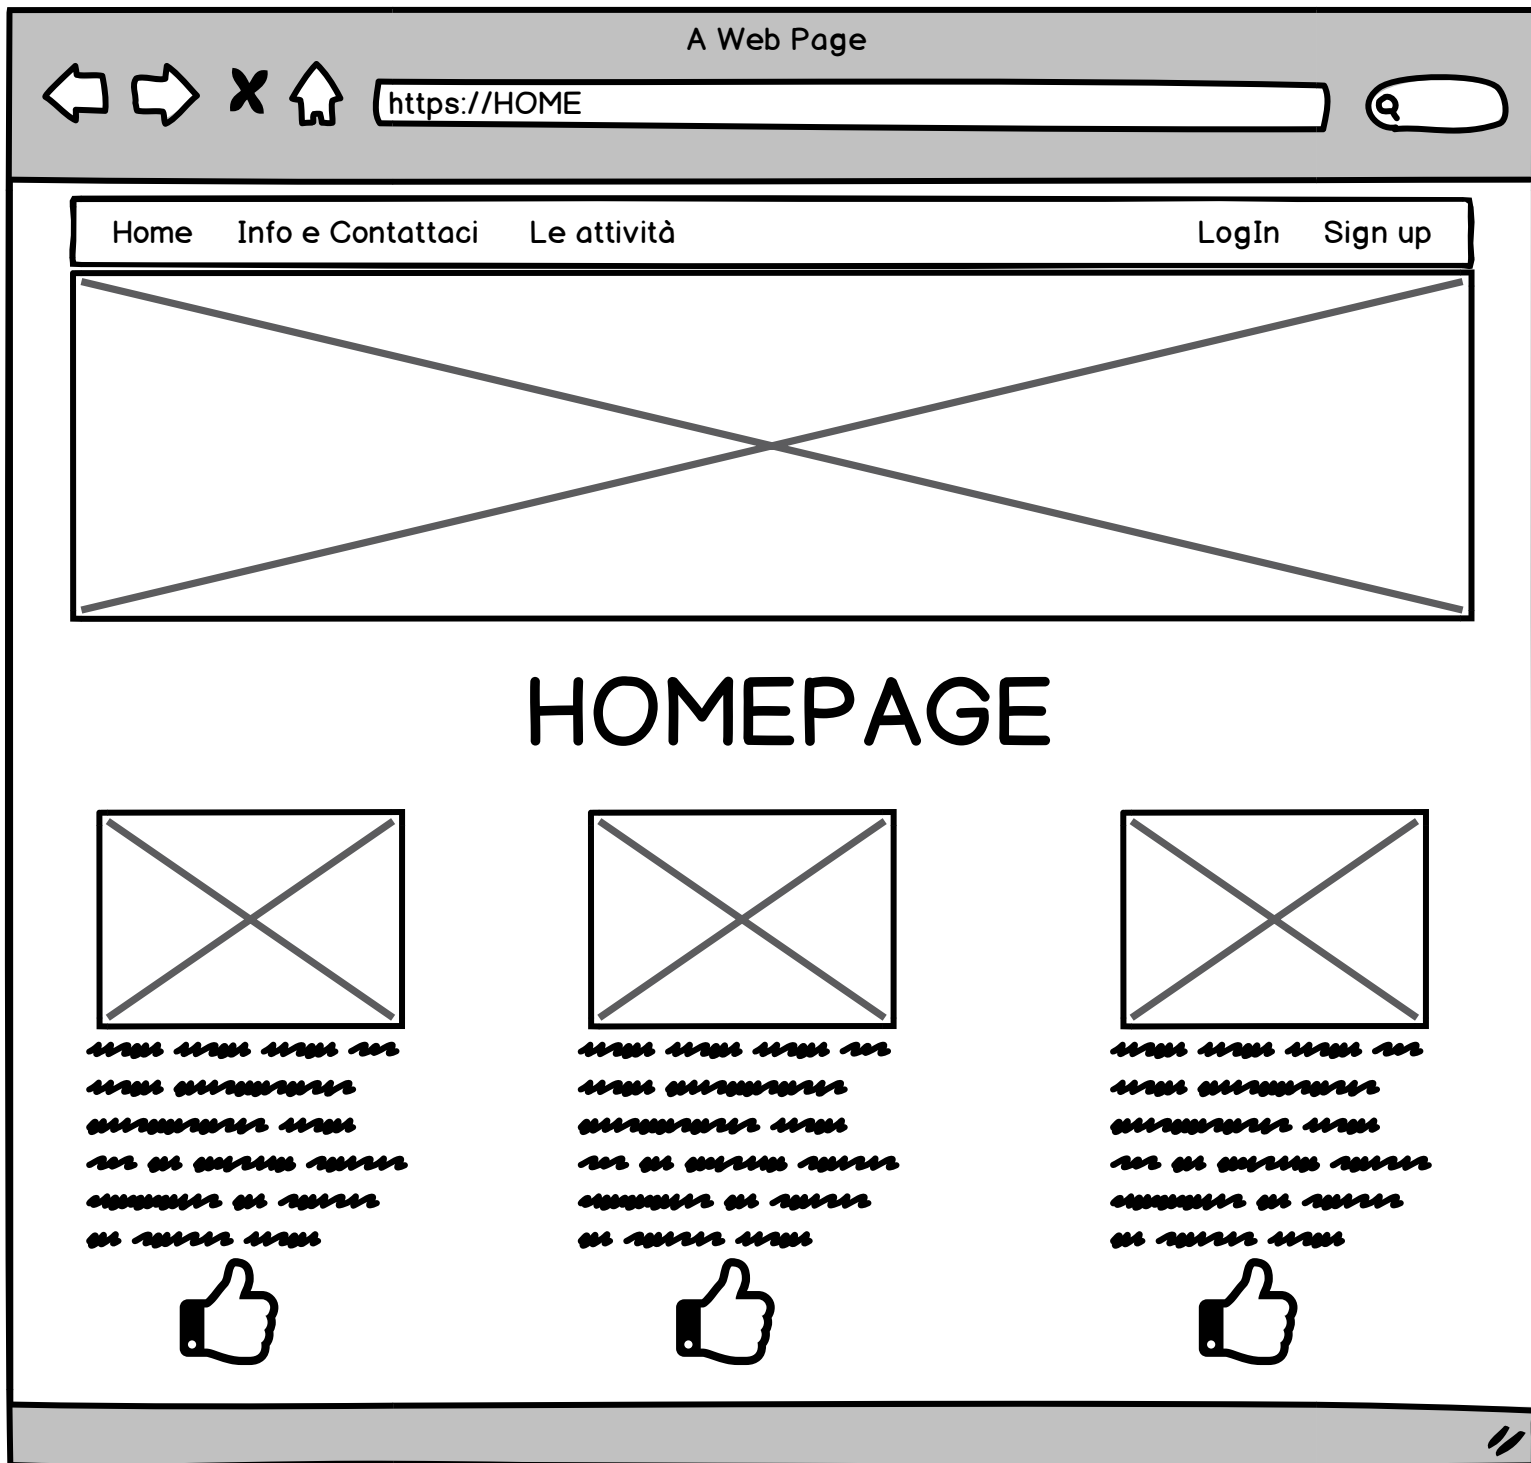 A Web Page
https://HOME
Home Info e Contattaci Le attività LogIn Sign up
HOMEPAGE